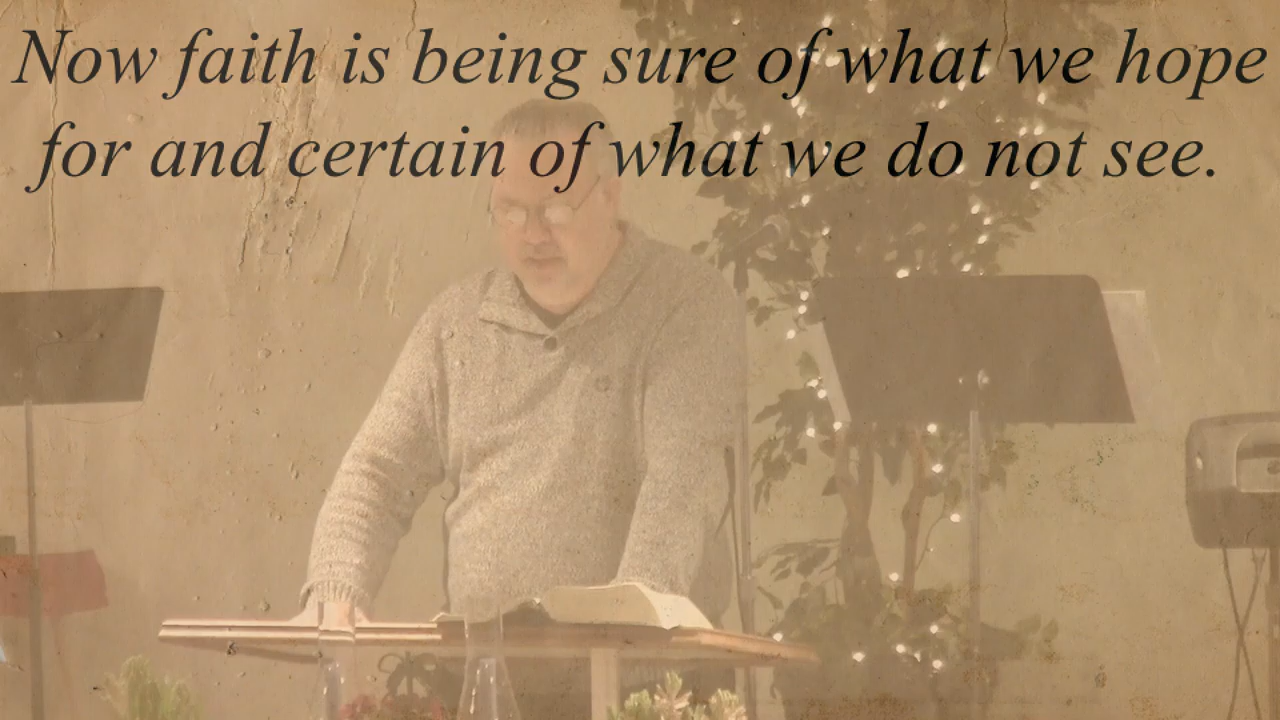 Now faith is being sure of what we hope
for and certain of what we do not see.